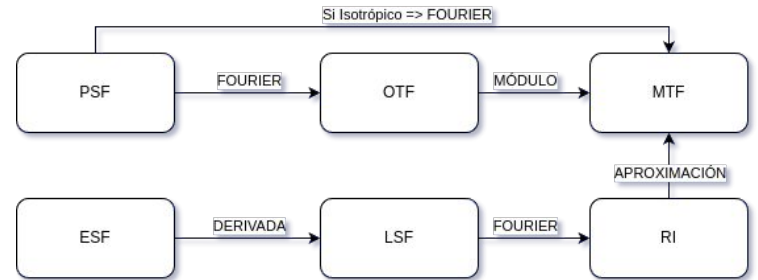 Si Isotrópico => FOURIER
PSF
FOURIER
OTF
MÓDULO
MTF
APROXIMACIÓN
ESF
DERIVADA
LSF
FOURIER
RI